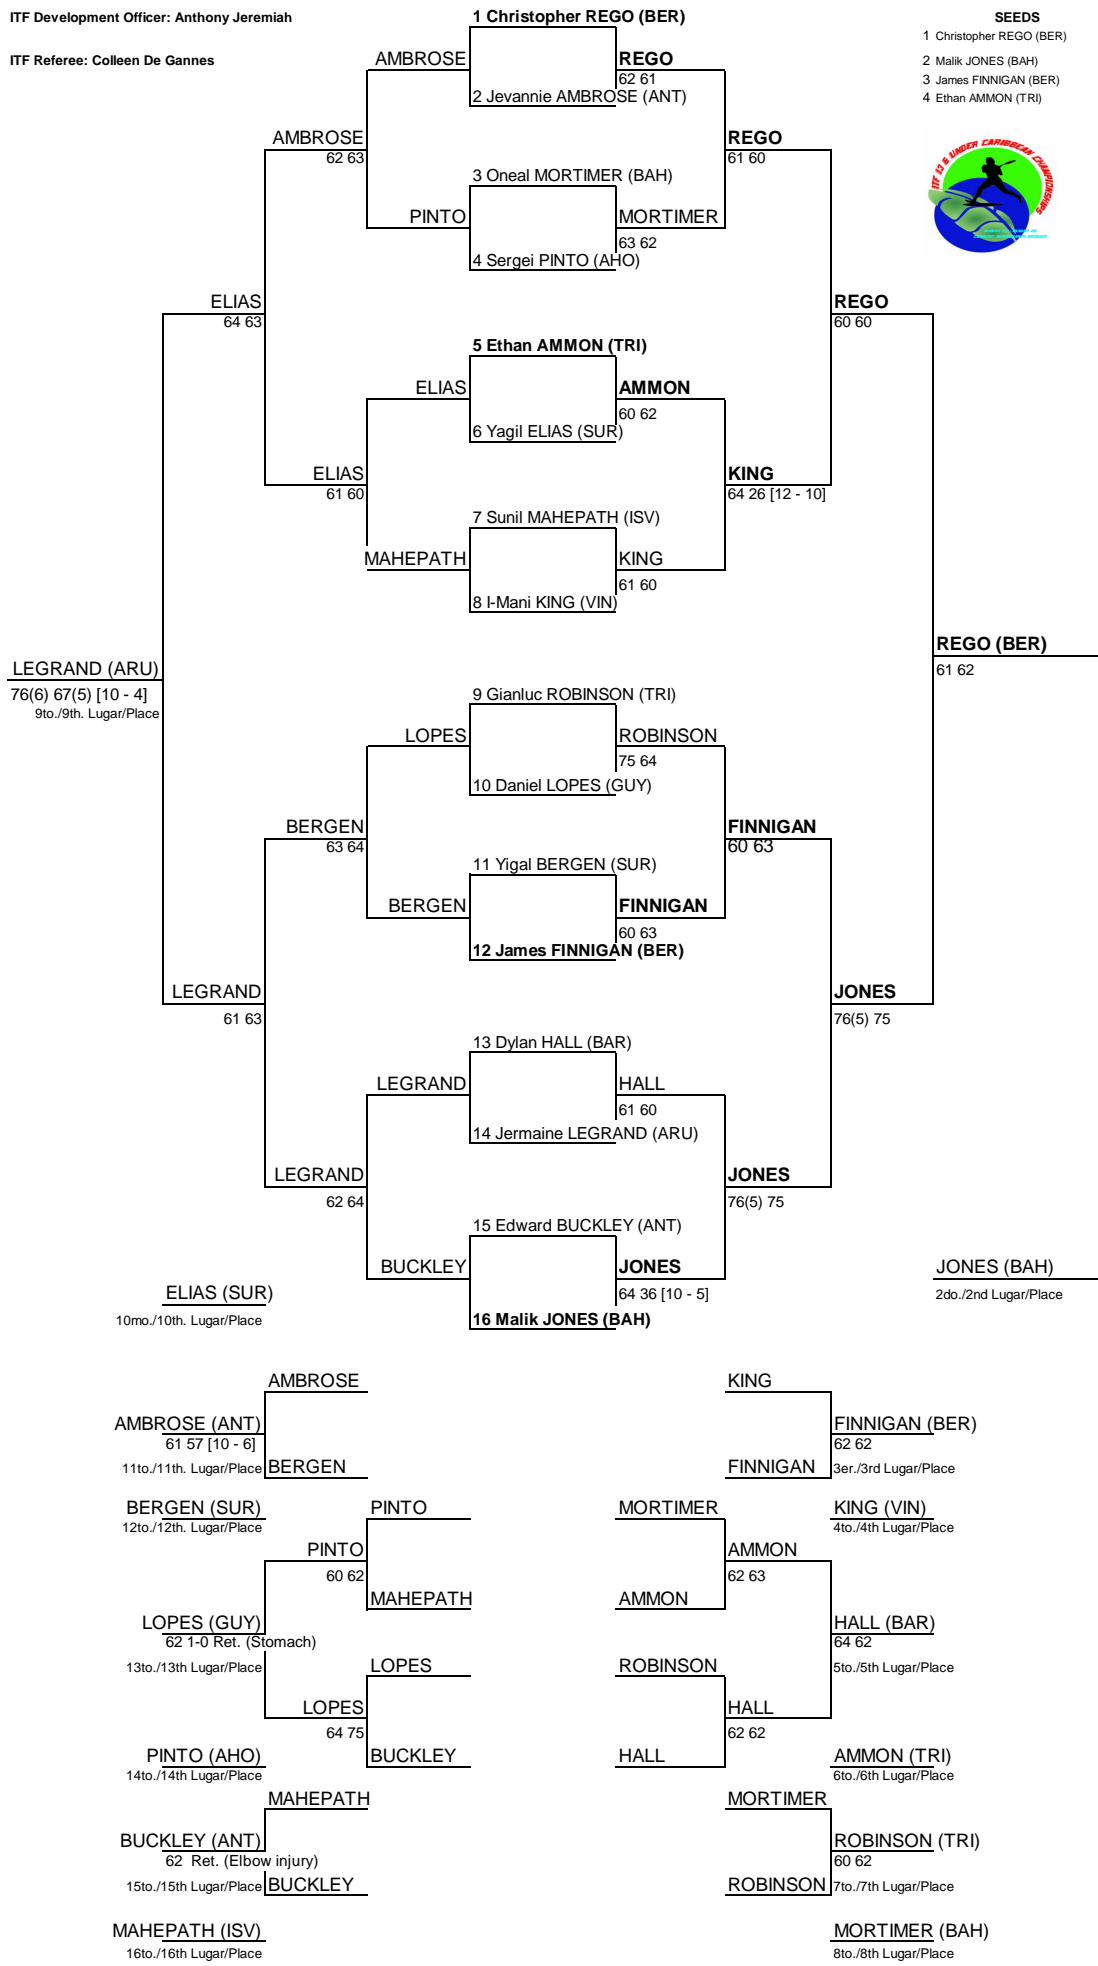 ITF Development Officer: Anthony Jeremiah
1 Christopher REGO (BER)
SEEDS
1 Christopher REGO (BER)
ITF Referee: Colleen De Gannes
AMBROSE
REGO
2 Malik JONES (BAH)
62 61
3 James FINNIGAN (BER)
2 Jevannie AMBROSE (ANT)
4 Ethan AMMON (TRI)
AMBROSE
REGO
62 63
61 60
ITF 13 & UNDER CARIBBEAN CHAMPIONSHIPS
3 Oneal MORTIMER (BAH)
PINTO
MORTIMER
63 62
4 Sergei PINTO (AHO)
ELIAS
REGO
64 63
60 60
5 Ethan AMMON (TRI)
ELIAS
AMMON
60 62
6 Yagil ELIAS (SUR)
ELIAS
KING
61 60
64 26 [12 - 10]
7 Sunil MAHEPATH (ISV)
MAHEPATH
KING
61 60
8 I-Mani KING (VIN)
REGO (BER)
LEGRAND (ARU)
61 62
76(6) 67(5) [10 - 4]
9 Gianluc ROBINSON (TRI)
9to./9th. Lugar/Place
LOPES
ROBINSON
75 64
10 Daniel LOPES (GUY)
BERGEN
FINNIGAN
63 64
60 63
11 Yigal BERGEN (SUR)
BERGEN
FINNIGAN
60 63
12 James FINNIGAN (BER)
LEGRAND
JONES
61 63
76(5) 75
13 Dylan HALL (BAR)
LEGRAND
HALL
61 60
14 Jermaine LEGRAND (ARU)
LEGRAND
JONES
62 64
76(5) 75
15 Edward BUCKLEY (ANT)
BUCKLEY
JONES
JONES (BAH)
ELIAS (SUR)
64 36 [10 - 5]
2do./2nd Lugar/Place
10mo./10th. Lugar/Place
16 Malik JONES (BAH)
AMBROSE
KING
AMBROSE (ANT)
FINNIGAN (BER)
61 57 [10 - 6]
62 62
11to./11th. Lugar/Place
BERGEN
FINNIGAN
3er./3rd Lugar/Place
BERGEN (SUR)
PINTO
MORTIMER
KING (VIN)
12to./12th. Lugar/Place
4to./4th Lugar/Place
PINTO
AMMON
60 62
62 63
MAHEPATH
AMMON
LOPES (GUY)
HALL (BAR)
62 1-0 Ret. (Stomach)
64 62
13to./13th Lugar/Place
LOPES
ROBINSON
5to./5th Lugar/Place
LOPES
HALL
64 75
62 62
PINTO (AHO)
BUCKLEY
HALL
AMMON (TRI)
14to./14th Lugar/Place
6to./6th Lugar/Place
MAHEPATH
MORTIMER
BUCKLEY (ANT)
ROBINSON (TRI)
62 Ret. (Elbow injury)
60 62
15to./15th Lugar/Place
BUCKLEY
ROBINSON
7to./7th Lugar/Place
MAHEPATH (ISV)
MORTIMER (BAH)
16to./16th Lugar/Place
8to./8th Lugar/Place